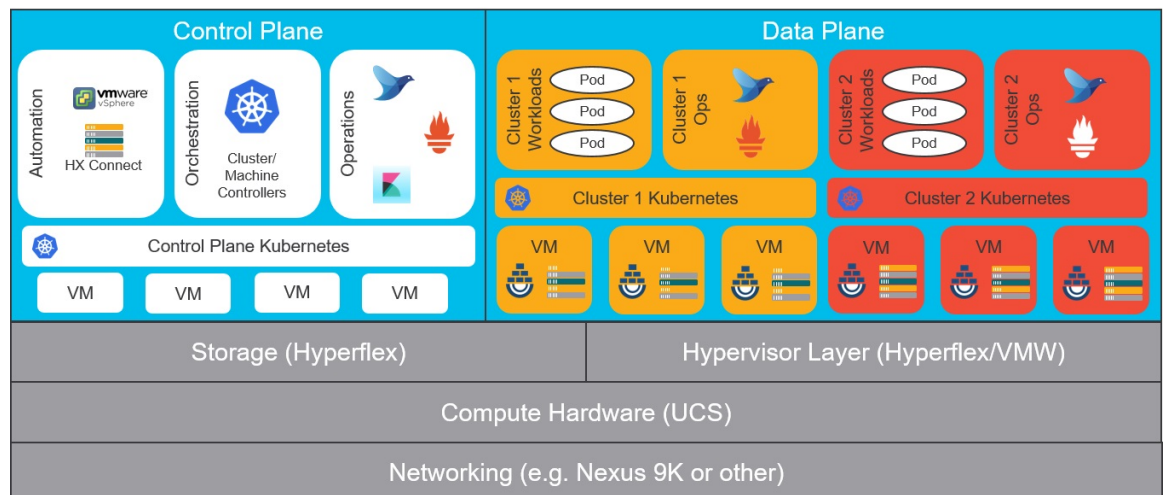 Control Plane
Data Plane
Automation
vmware
vSphere
HX Connect
Orchestration
Cluster/
Machine
Controllers
Operations
Cluster 1
Workloads
Pod
Pod
Pod
Cluster 1
Ops
Cluster 2
Workloads
Pod
Pod
Pod
Cluster 2
Ops
Control Plane Kubernetes
Cluster 1 Kubernetes
Cluster 2 Kubernetes
VM
VM
VM
VM
VM
VM
VM
VM
VM
VM
Storage (Hyperflex)
Hypervisor Layer (Hyperflex/VMW)
Compute Hardware (UCS)
Networking (e.g. Nexus 9K or other)